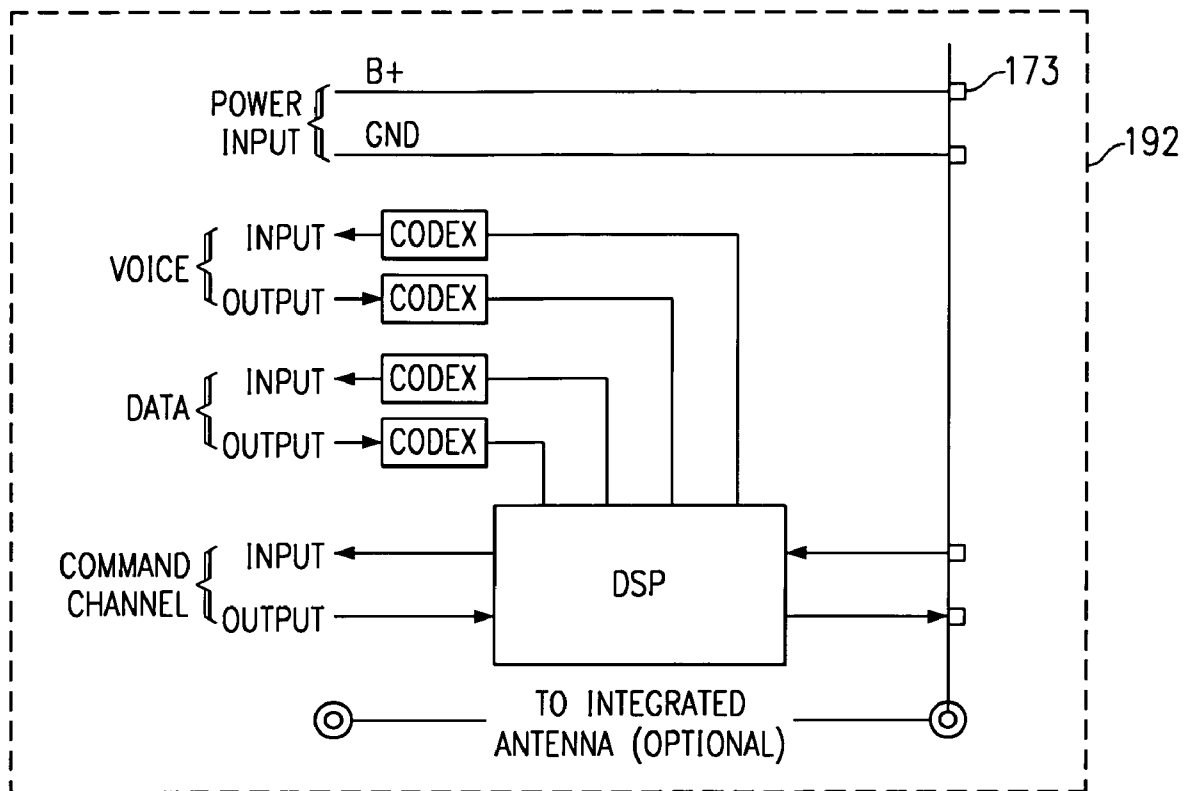 B+
173
POWER
INPUT
GND
192
INPUT
CODEX
VOICE
OUTPUT
CODEX
INPUT
CODEX
DATA
OUTPUT
CODEX
COMMAND
CHANNEL
INPUT
DSP
OUTPUT
TO INTEGRATED
ANTENNA (OPTIONAL)